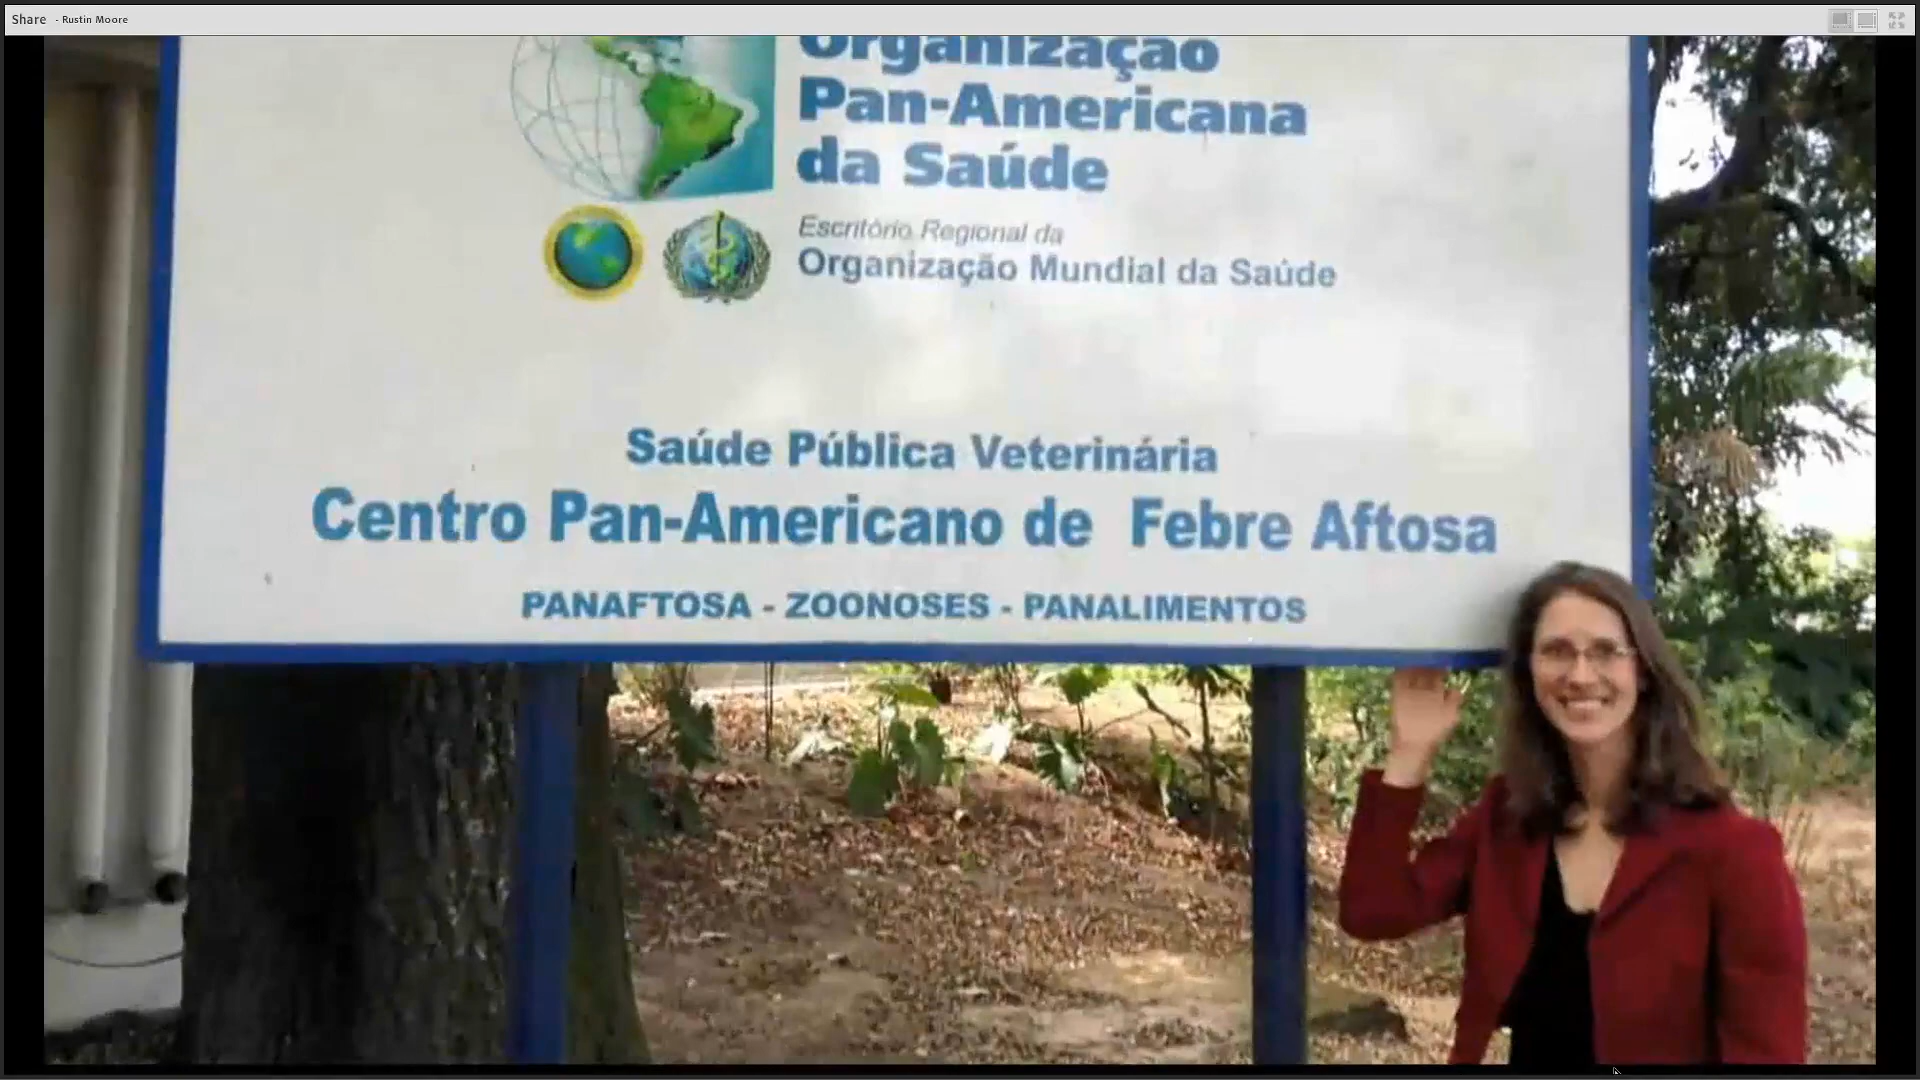 Share - Rustin Moore
Organização
Pan-Americana
da Saúde
Escritório Regional da
Organização Mundial da Saúde
Saúde Pública Veterinária
Centro Pan-Americano de Febre Aftosa
PANAFTOSA - ZOONOSES - PANALIMENTOS